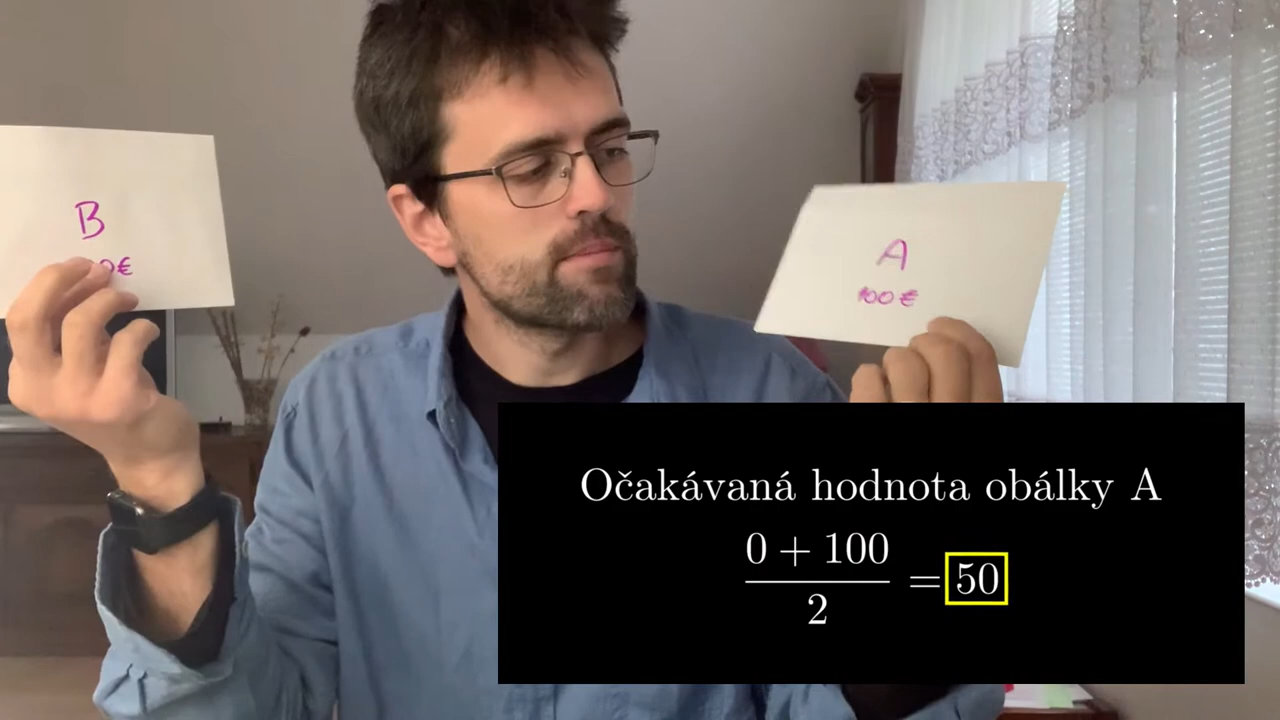 B
A
100€
Očakávaná hodnota obálky A
0 + 100
2
= 50